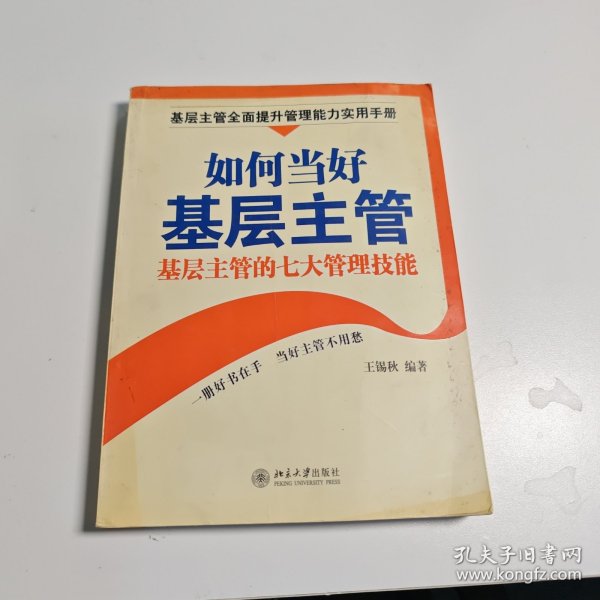 基层主管全面提升管理能力实用手册
如何当好
基层主管
基层主管的七大管理技能
一册好书在手 当好主管不用愁
王锡秋 编著
北京大学出版社
PEKING UNIVERSITY PRESS
孔夫子旧书网
www.kongfz.com